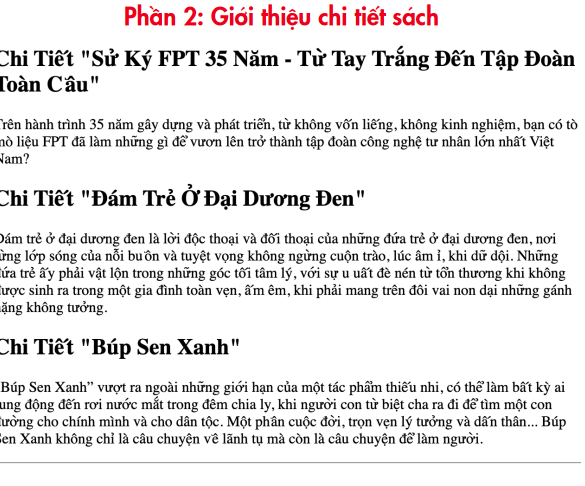 Phần 2: Giới thiệu chi tiết sách
Chi Tiết "Sử Ký FPT 35 Năm - Từ Tay Trắng Đến Tập Đoàn
Toàn Cầu"
Trên hành trình 35 năm gây dựng và phát triển, từ không vốn liếng, không kinh nghiệm, bạn có tò
mò liệu FPT đã làm những gì để vươn lên trở thành tập đoàn công nghệ tư nhân lớn nhất Việt
Nam?
Chi Tiết "Đám Trẻ Ở Đại Dương Đen"
Đám trẻ ở đại dương đen là lời độc thoại và đối thoại của những đứa trẻ ở đại dương đen, nơi
từng lớp sóng của nỗi buồn và tuyệt vọng không ngừng cuộn trào, lúc âm ỉ, khi dữ dội. Những
đứa trẻ ấy phải vật lộn trong những góc tối tâm lý, với sự u uất đè nén từ tổn thương khi không
được sinh ra trong một gia đình toàn vẹn, ấm êm, khi phải mang trên đôi vai non dại những gánh
nặng không tưởng.
Chi Tiết "Búp Sen Xanh"
“Búp Sen Xanh” vượt ra ngoài những giới hạn của một tác phẩm thiếu nhi, có thể làm bất kỳ ai
rung động đến rơi nước mắt trong đêm chia ly, khi người con từ biệt cha ra đi để tìm một con
đường cho chính mình và cho dân tộc. Một phần cuộc đời, trọn vẹn lý tưởng và dấn thân... Búp
Sen Xanh không chỉ là câu chuyện về lãnh tụ mà còn là câu chuyện để làm người.